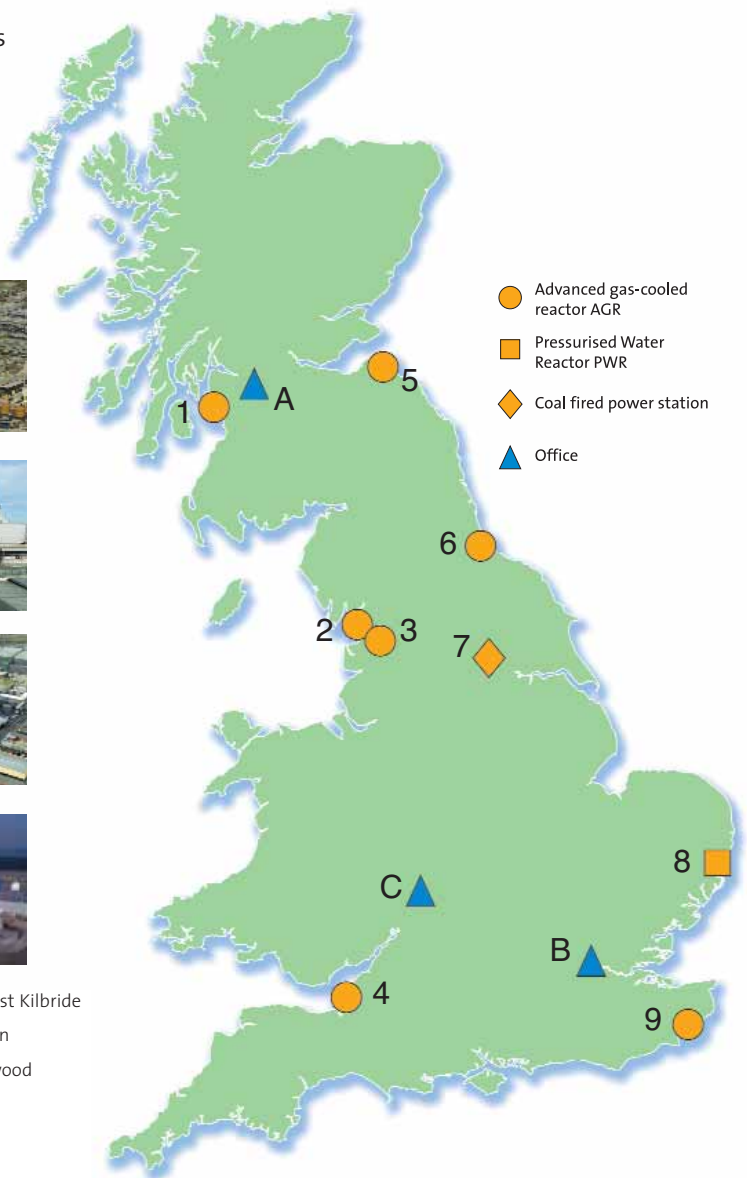 Advanced gas-cooled
reactor AGR
Pressurised Water
Reactor PWR
Coal fired power station
Office
5
A
1
6
2
3
7
8
C
B
4
9
st Kilbride
n
ood